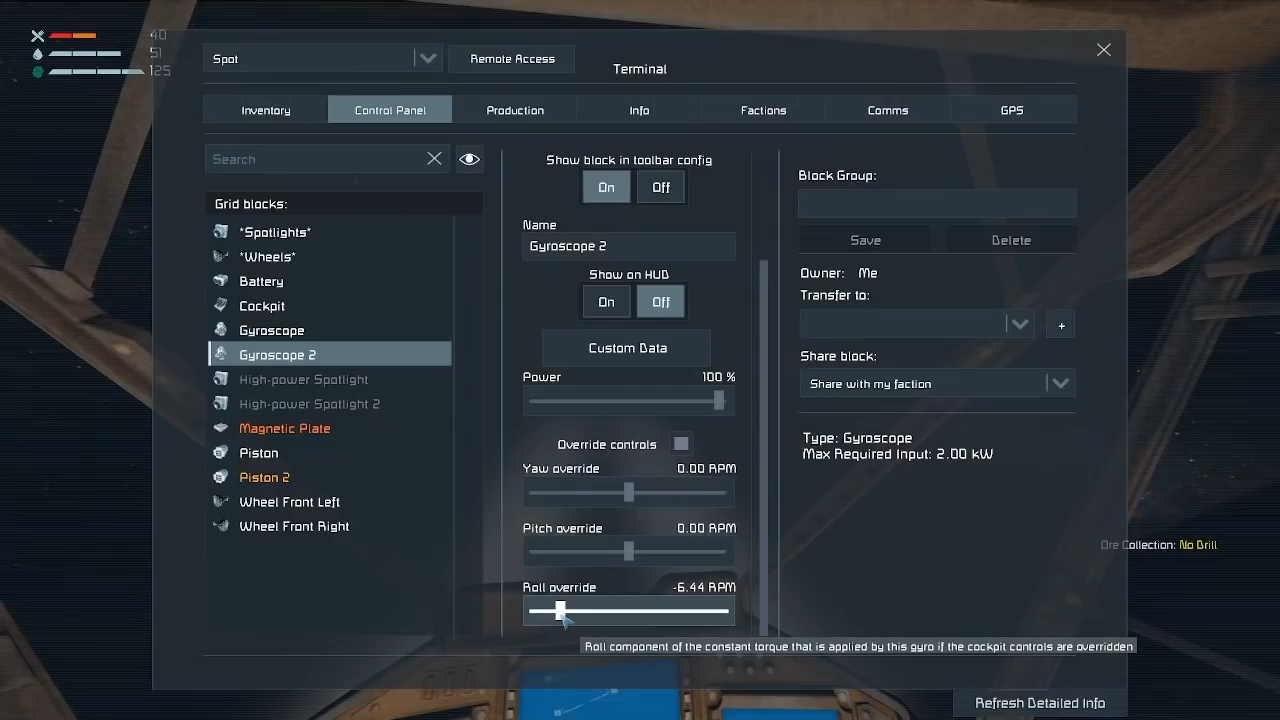 40
51
125
Spot
Remote Access
Terminal
Inventory
Control Panel
Production
Info
Factions
Comms
GPS
Search
Grid blocks:
*Spotlights*
*Wheels*
Battery
Cockpit
Gyroscope
Gyroscope 2
High-power Spotlight
High-power Spotlight 2
Magnetic Plate
Piston
Piston 2
Wheel Front Left
Wheel Front Right
Show block in toolbar config
On Off
Name
Gyroscope 2
Show on HUD
On Off
Custom Data
Power 100 %
Override controls
Yaw override 0.00 RPM
Pitch override 0.00 RPM
Roll override -6.44 RPM
Roll component of the constant torque that is applied by this gyro if the cockpit controls are overridden
Block Group:
Save Delete
Owner: Me
Transfer to:
+
Share block:
Share with my faction
Type: Gyroscope
Max Required Input: 2.00 kW
Ore Collection: No Drill
Refresh Detailed Info